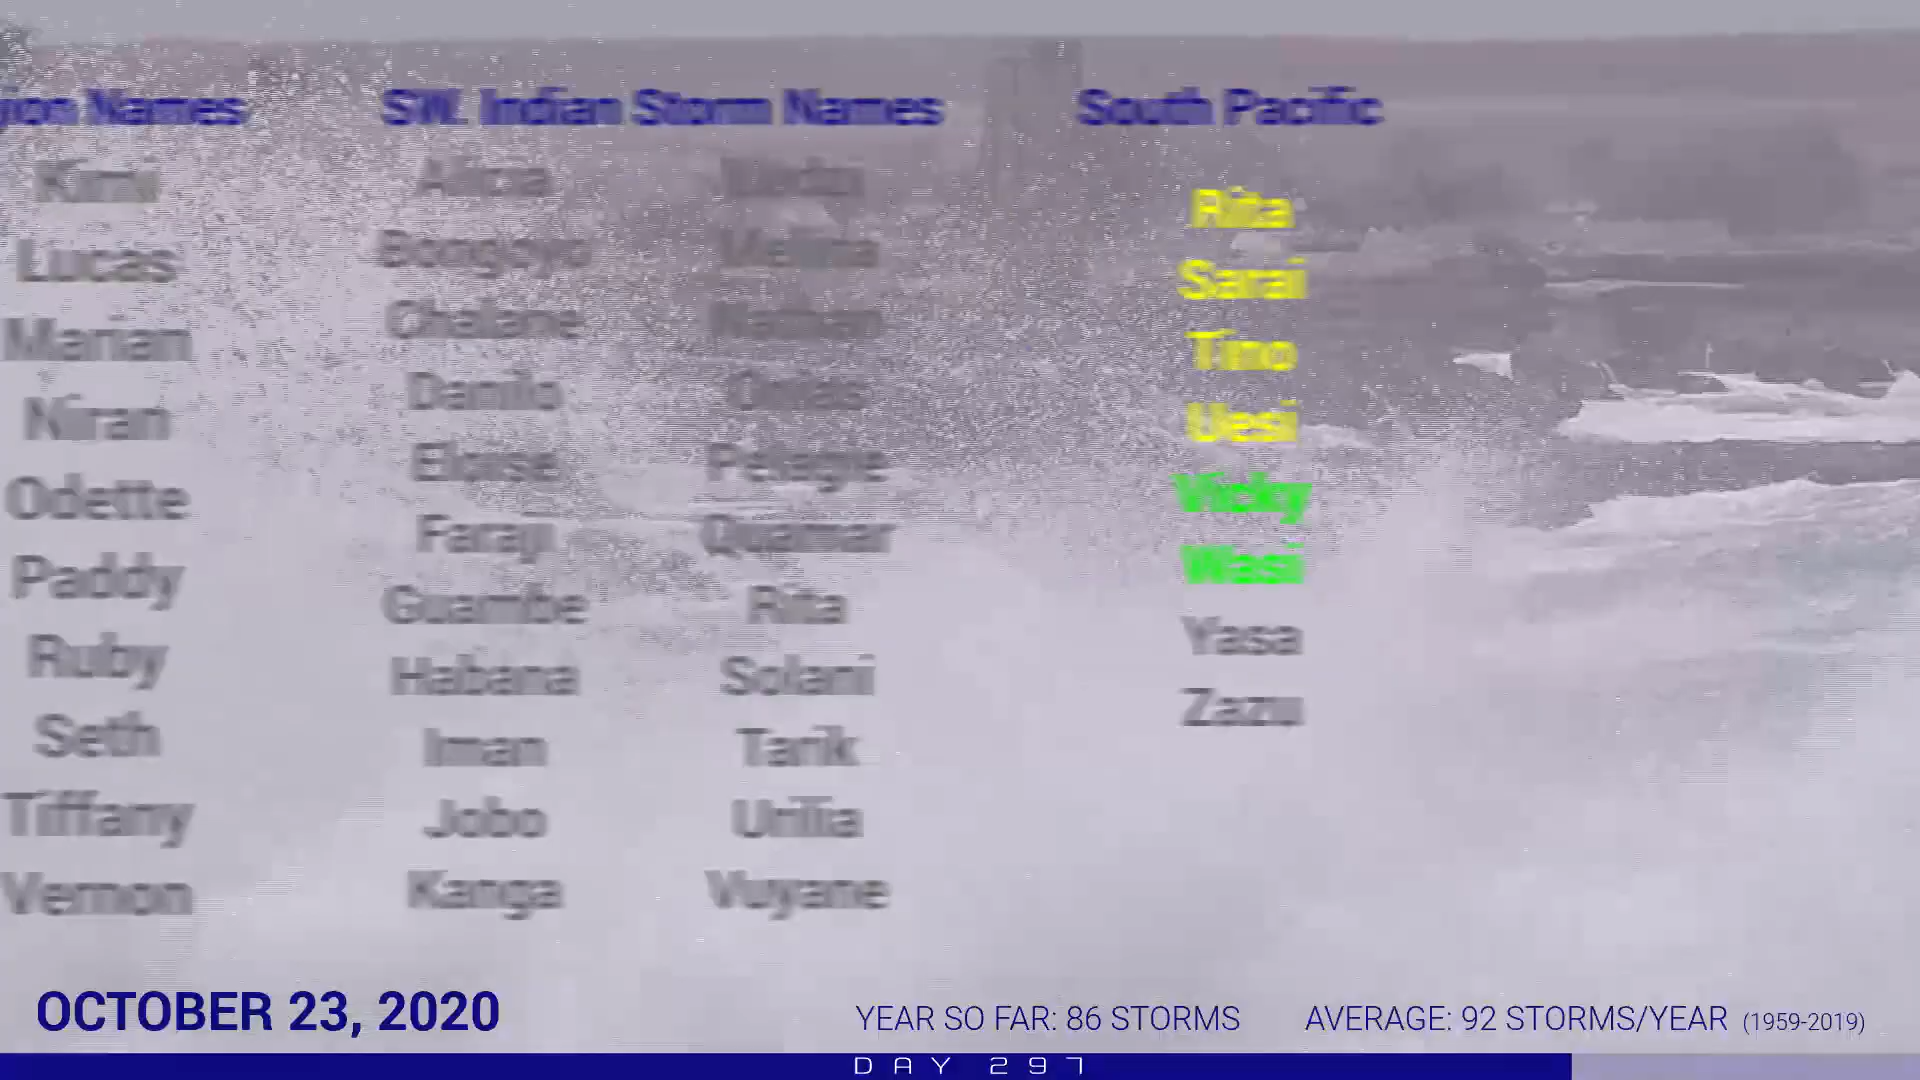 yon Names
Kimi
Lucas
Marian
Niran
Odette
Paddy
Ruby
Seth
Tiffany
Vernon
SW. Indian Storm Names
Alicia
Bongoyo
Chalane
Danilo
Eloise
Faraji
Guambe
Habana
Iman
Jobo
Kanga
Melina
Nathan
Onias
Pelagie
Quamar
Rita
Solani
Tarik
Urilia
Vuyane
South Pacific
Rita
Sarai
Tino
Uesi
Vicky
Wasi
Yasa
Zazu
OCTOBER 23, 2020
YEAR SO FAR: 86 STORMS
AVERAGE: 92 STORMS/YEAR (1959-2019)
DAY 297